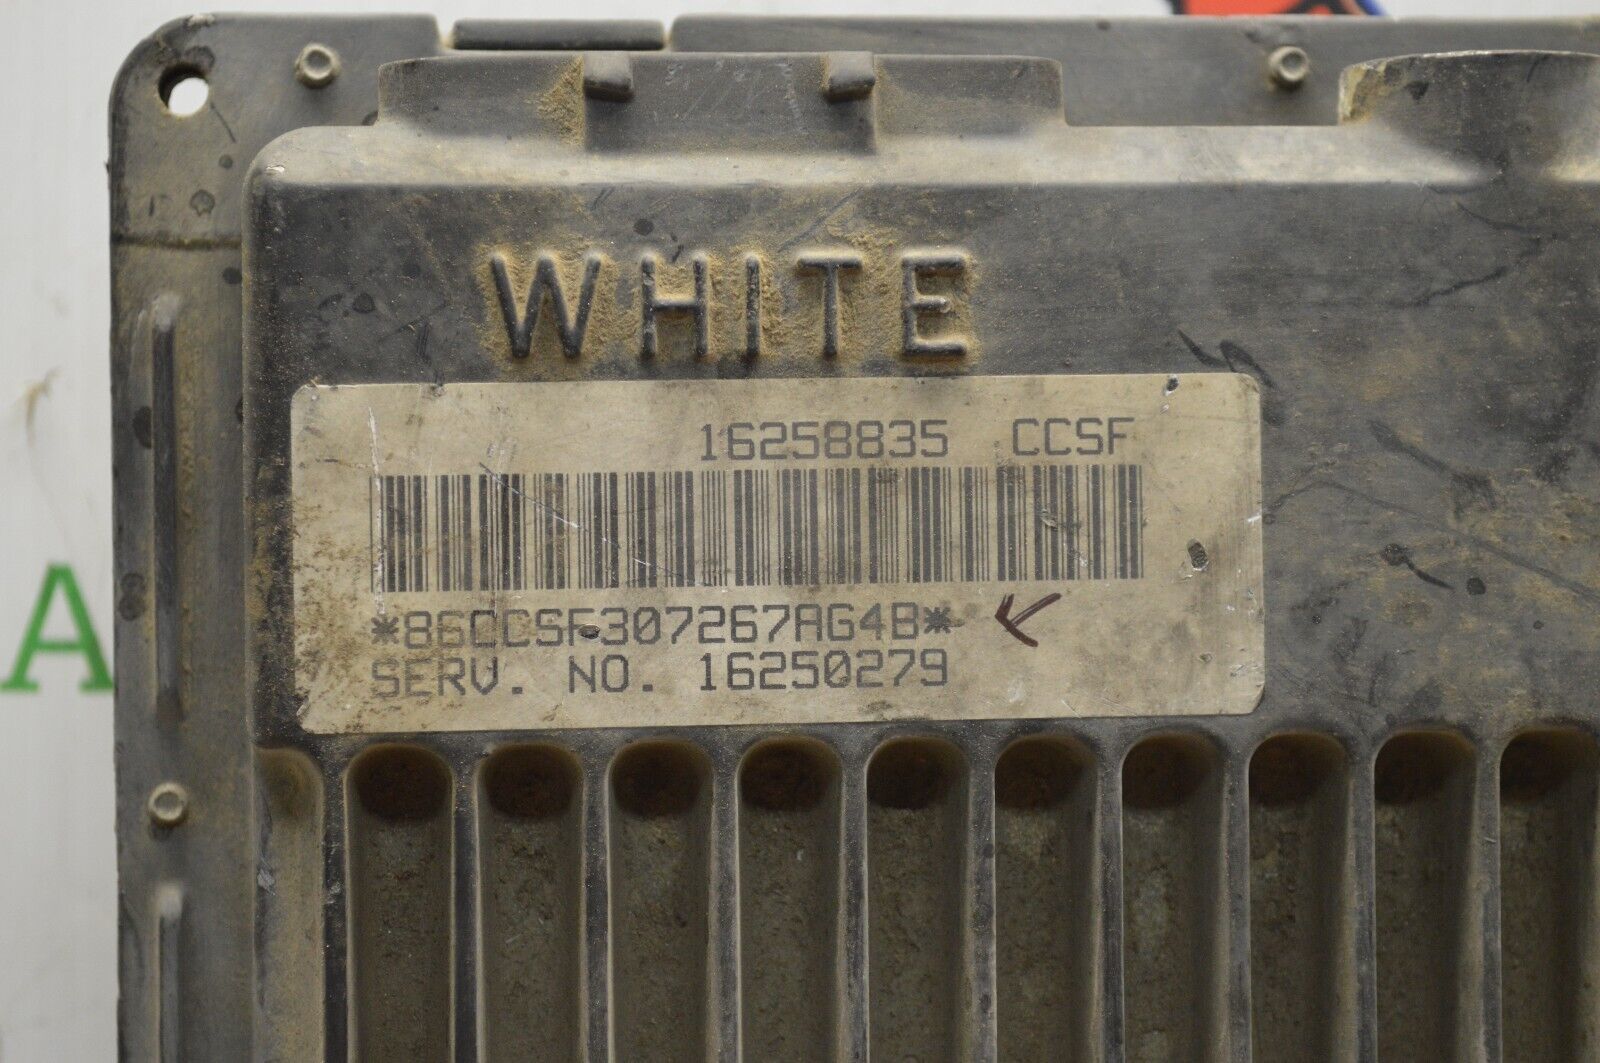 WHITE
16258835 CCSF
*86CCSF307267AG4B*
SERV. NO. 16250279
A